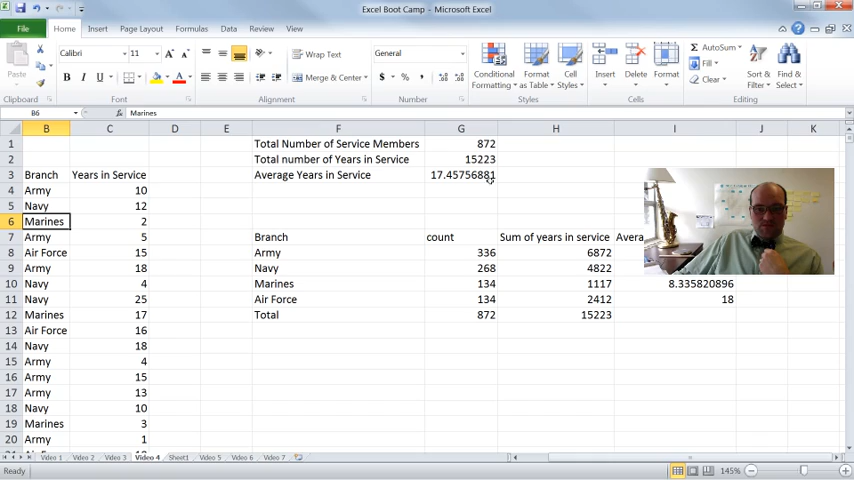 Excel Boot Camp - Microsoft Excel
File Home Insert Page Layout Formulas Data Review View
Paste
Calibri 11 Wrap Text General AutoSum
Fill
B I U Merge & Center $ % , Conditional Formatting Format as Table Cell Styles Insert Delete Format Clear Sort & Filter Find & Select
Clipboard Font Alignment Number Styles Cells Editing
B6 fx Marines
B C D E F G H I J K
1 Total Number of Service Members 872
2 Total number of Years in Service 15223
3 Branch Years in Service Average Years in Service 17.45756881
4 Army 10
5 Navy 12
6 Marines 2
7 Army 5 Branch count Sum of years in service Avera
8 Air Force 15 Army 336 6872
9 Army 18 Navy 268 4822
10 Navy 4 Marines 134 1117 8.335820896
11 Navy 25 Air Force 134 2412 18
12 Marines 17 Total 872 15223
13 Air Force 16
14 Navy 18
15 Army 4
16 Army 15
17 Army 13
18 Navy 10
19 Marines 3
20 Army 1
Video 1 Video 2 Video 3 Video 4 Sheet1 Video 5 Video 6 Video 7
Ready 145%